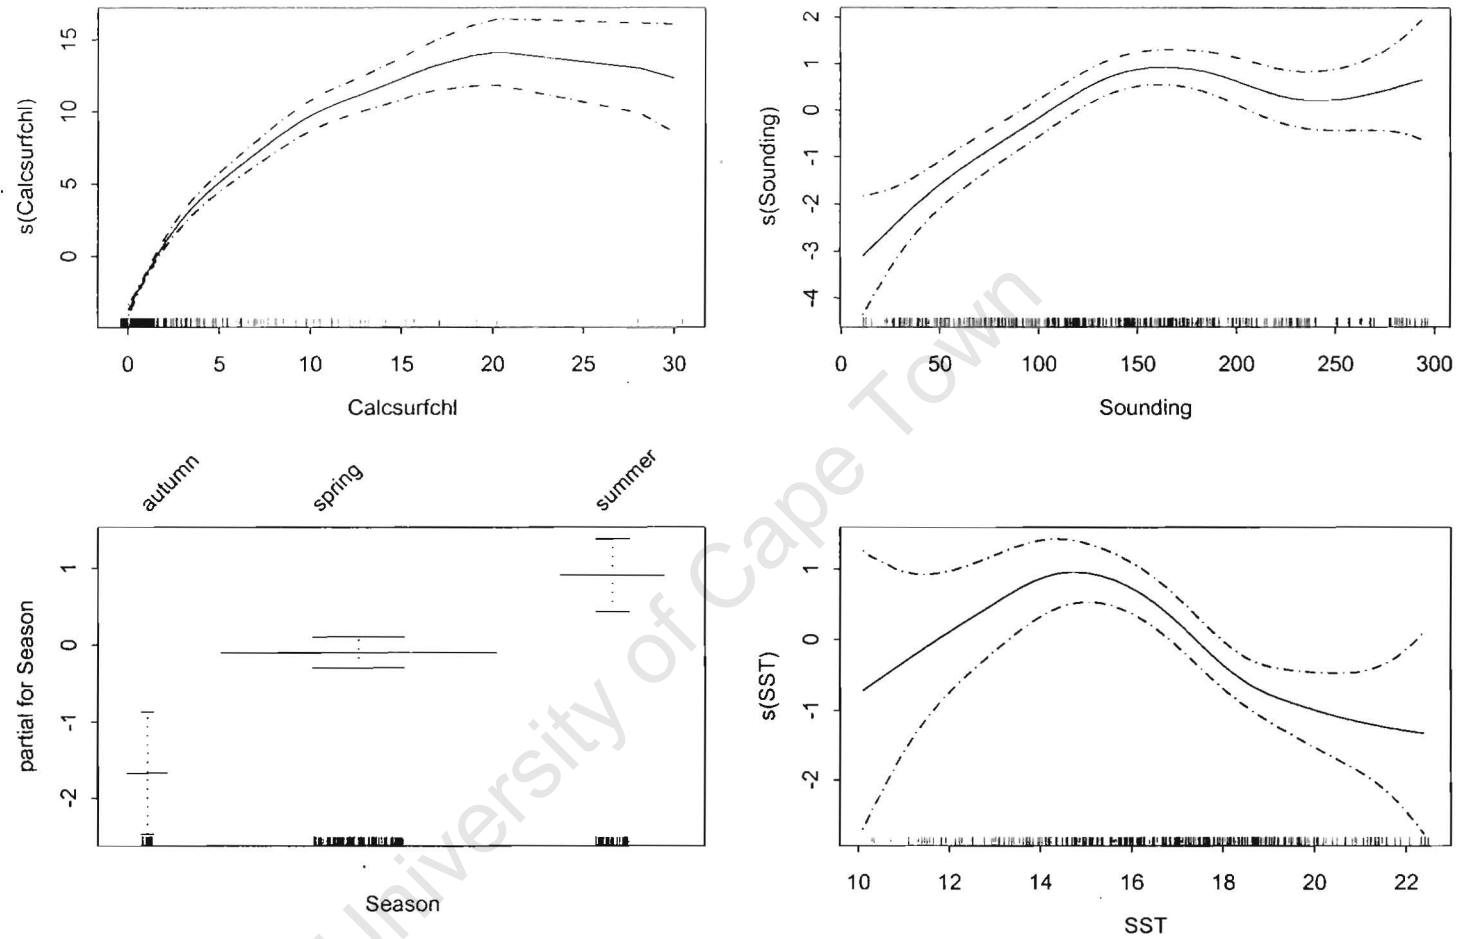 s(Calcsurfchl)
15
10
5
0
0 5 10 15 20 25 30
Calcsurfchl
s(Sounding)
2
1
0
-1
-2
-3
-4
0 50 100 150 200 250 300
Sounding
autumn spring summer
partial for Season
1
0
-1
-2
Season
s(SST)
1
0
-1
-2
10 12 14 16 18 20 22
SST
University of Cape Town